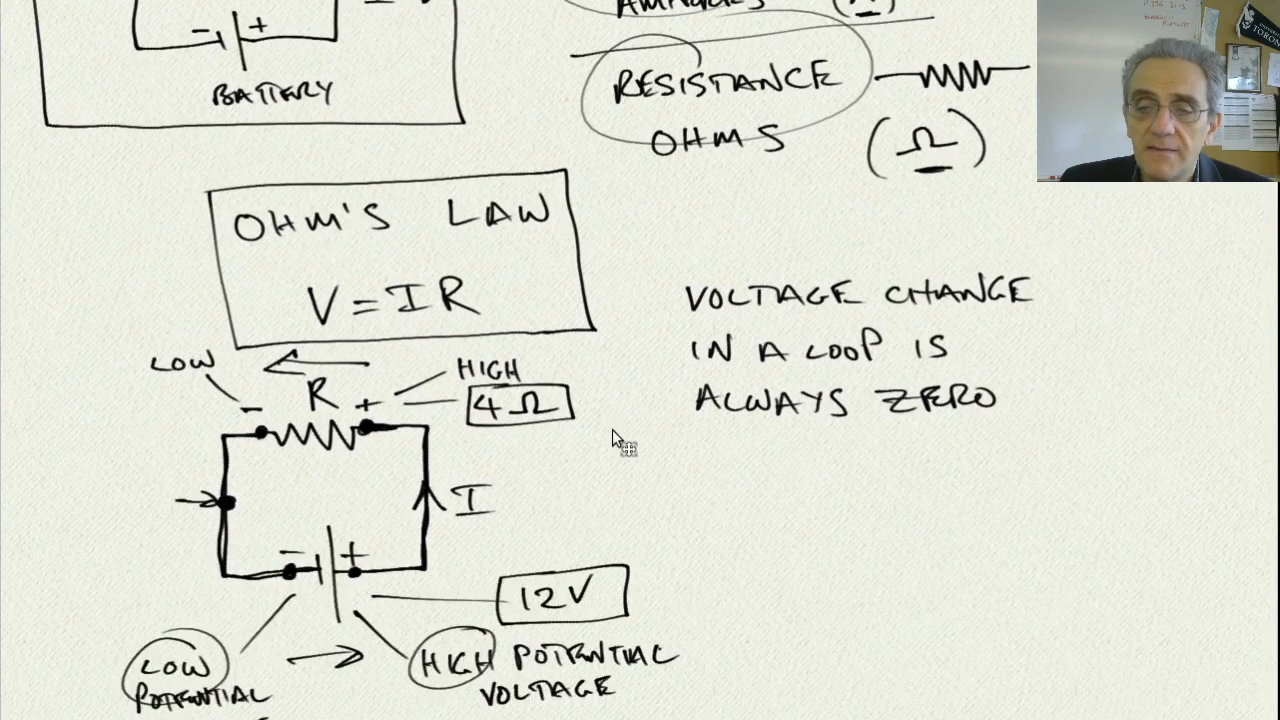 - +
BATTERY
RESISTANCE
OHMS (Ω)
OHM'S LAW
V = IR
VOLTAGE CHANGE
IN A LOOP IS
ALWAYS ZERO
LOW
HIGH
- R +
4 Ω
I
- +
12V
LOW
POTENTIAL
HIGH POTENTIAL
VOLTAGE